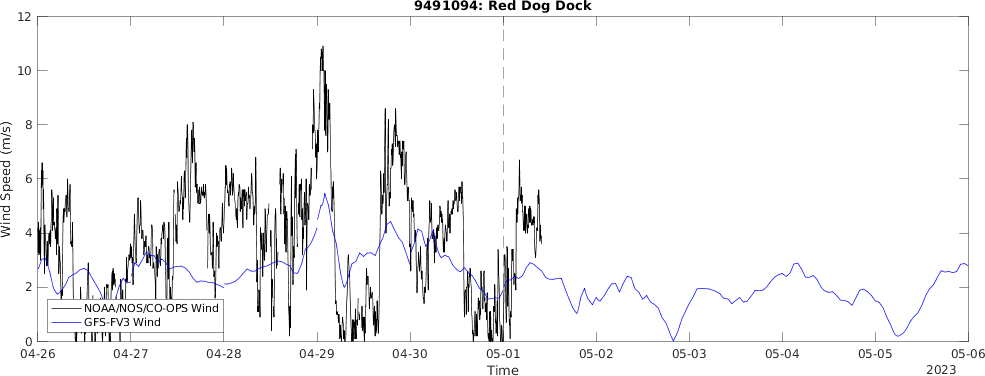 9491094: Red Dog Dock
Wind Speed (m/s)
12
10
8
6
4
2
0
NOAA/NOS/CO-OPS Wind
GFS-FV3 Wind
04-26 04-27 04-28 04-29 04-30 05-01 05-02 05-03 05-04 05-05 05-06
Time
2023